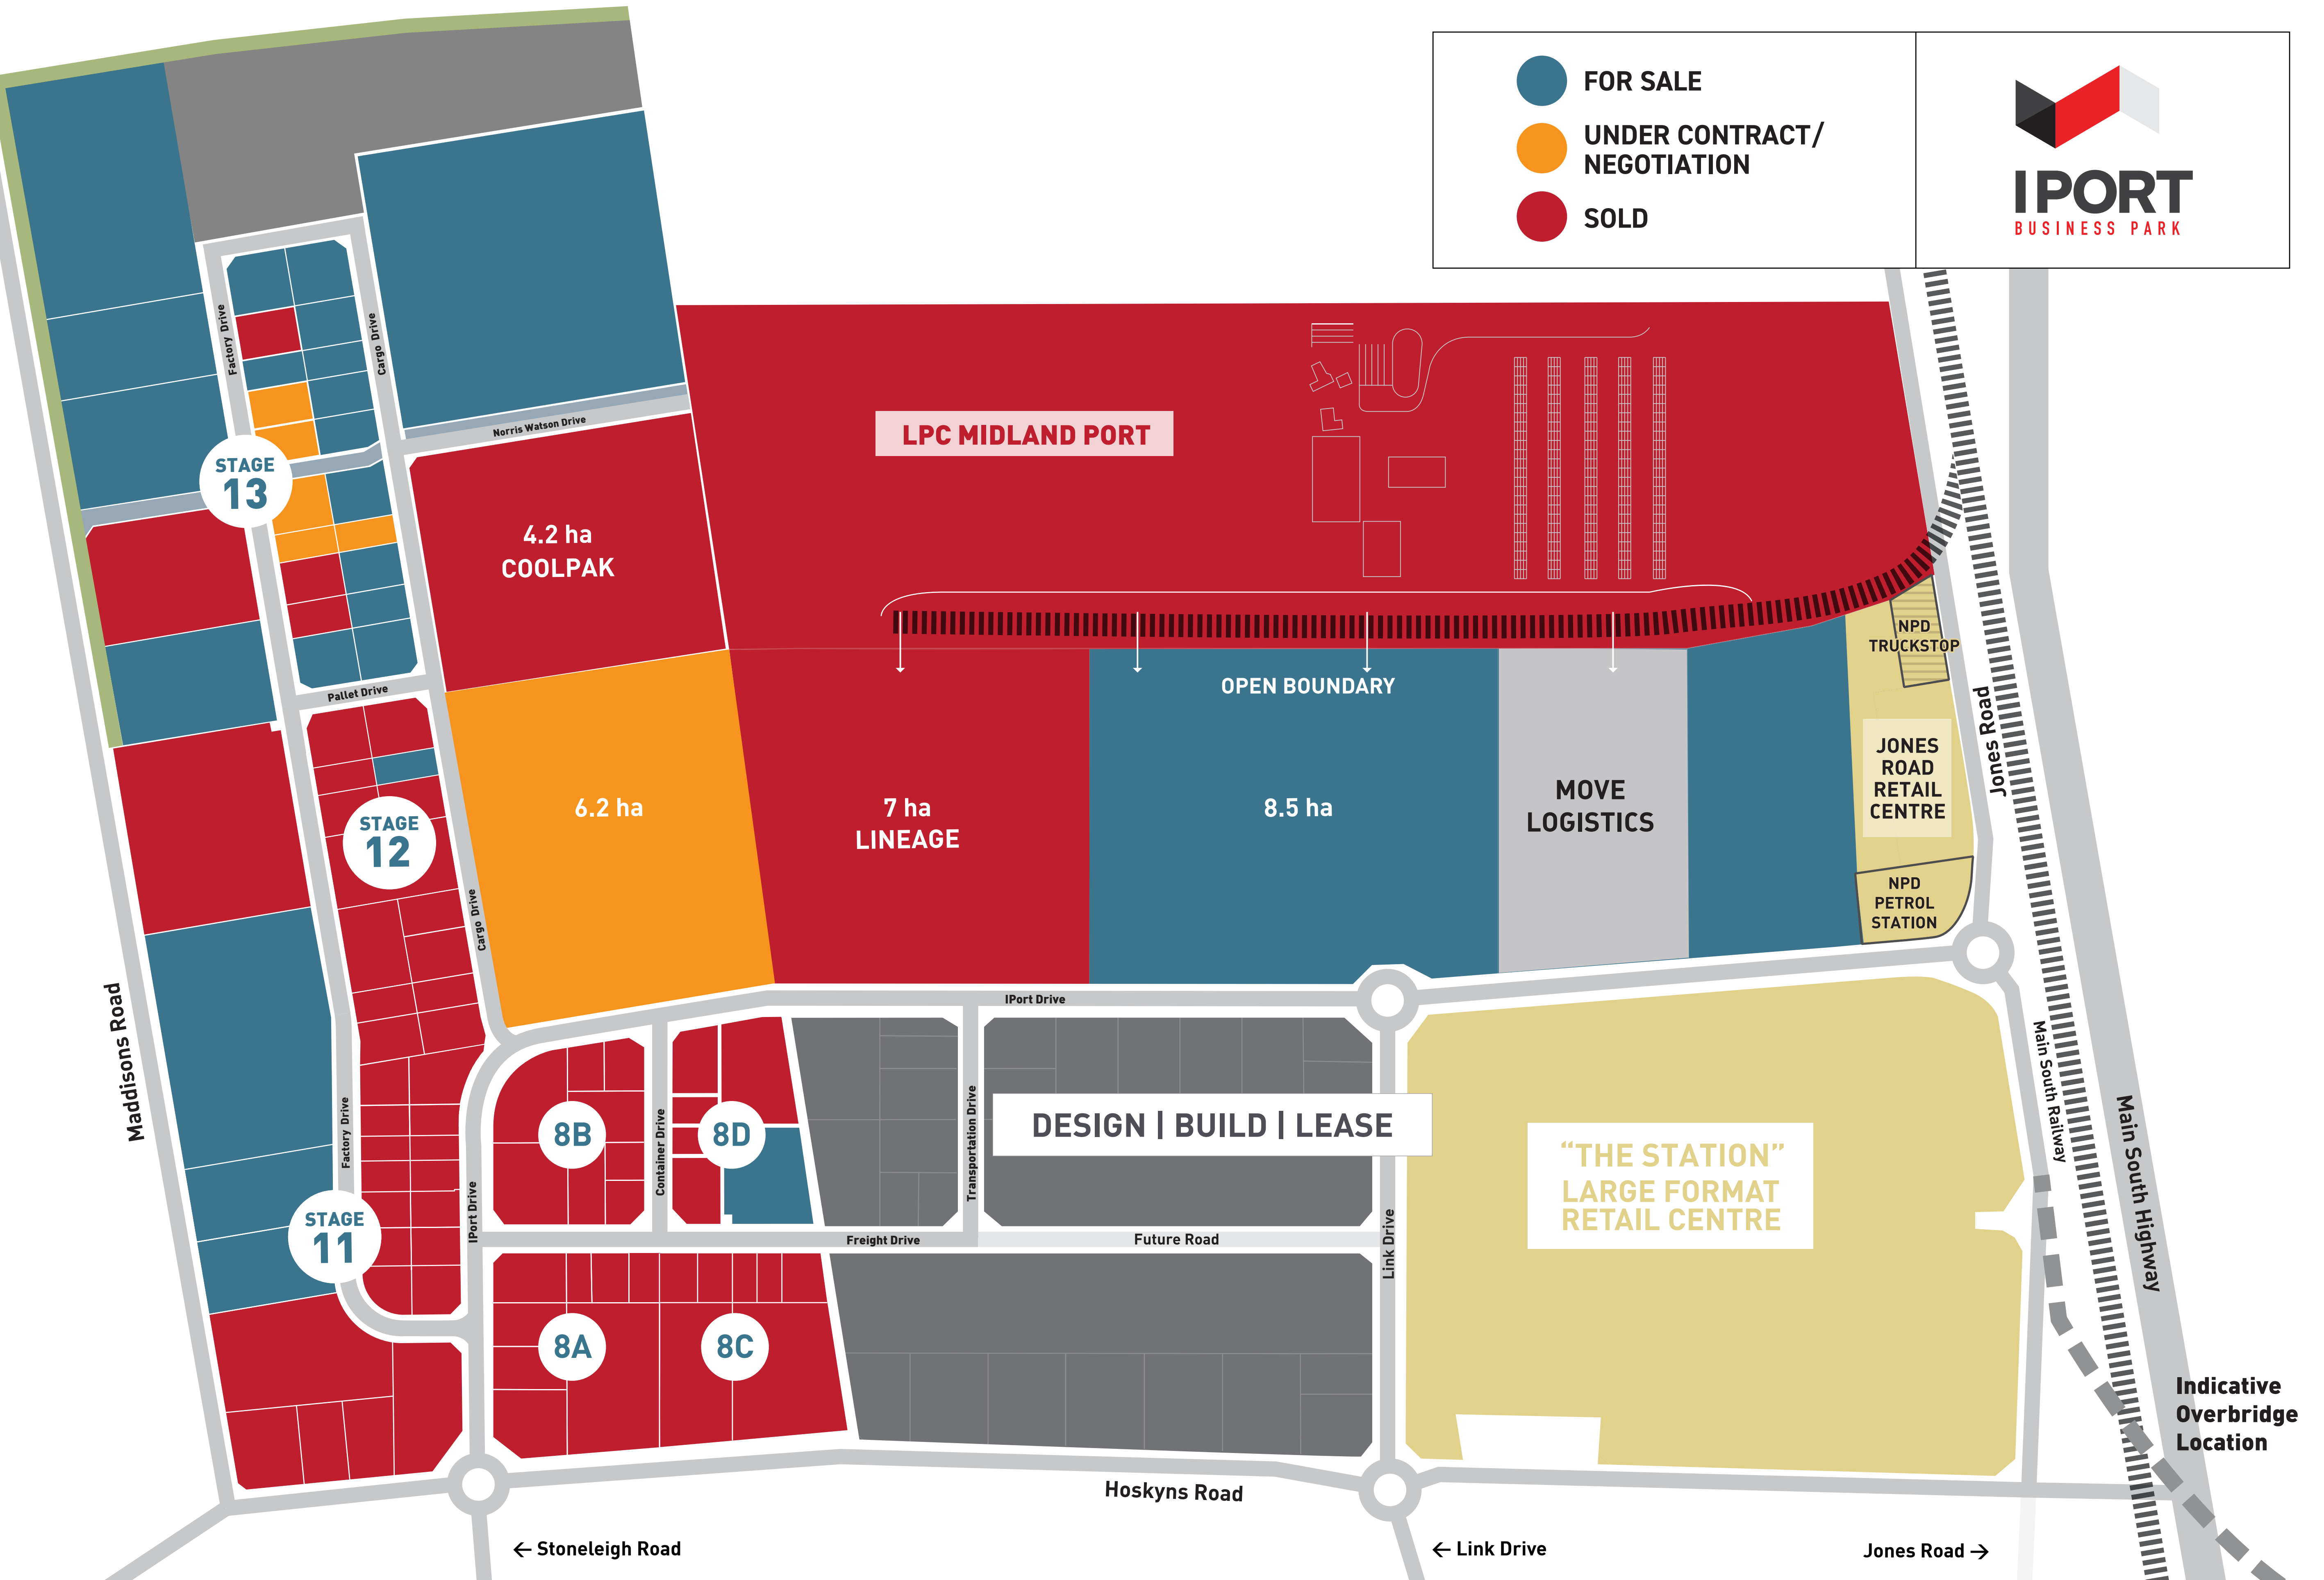 FOR SALE
UNDER CONTRACT/
NEGOTIATION
SOLD
IPORT
BUSINESS PARK
Factory Drive
Cargo Drive
Norris Watson Drive
LPC MIDLAND PORT
STAGE
13
4.2 ha
COOLPAK
NPD
TRUCKSTOP
Pallet Drive
OPEN BOUNDARY
Jones Road
JONES
ROAD
RETAIL
CENTRE
STAGE
12
6.2 ha
7 ha
LINEAGE
8.5 ha
MOVE
LOGISTICS
NPD
PETROL
STATION
Cargo Drive
Maddisons Road
IPort Drive
Main South Railway
Main South Highway
Factory Drive
8B
Container Drive
8D
Transportation Drive
DESIGN | BUILD | LEASE
"THE STATION"
LARGE FORMAT
RETAIL CENTRE
STAGE
11
IPort Drive
Freight Drive
Future Road
Link Drive
8A
8C
Indicative
Overbridge
Location
Hoskyns Road
← Stoneleigh Road
← Link Drive
Jones Road →